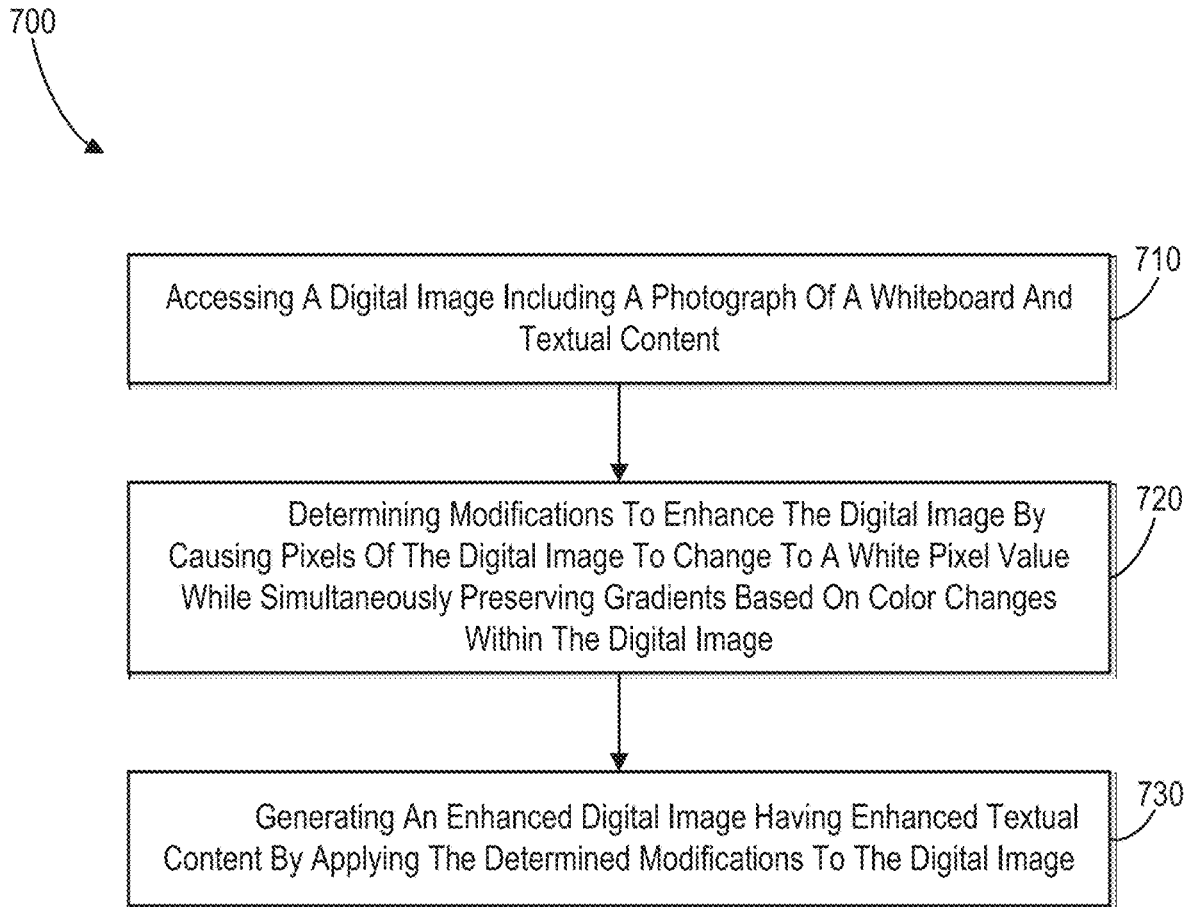 700
710
Accessing A Digital Image Including A Photograph Of A Whiteboard And
Textual Content
720
Determining Modifications To Enhance The Digital Image By
Causing Pixels Of The Digital Image To Change To A White Pixel Value
While Simultaneously Preserving Gradients Based On Color Changes
Within The Digital Image
730
Generating An Enhanced Digital Image Having Enhanced Textual
Content By Applying The Determined Modifications To The Digital Image